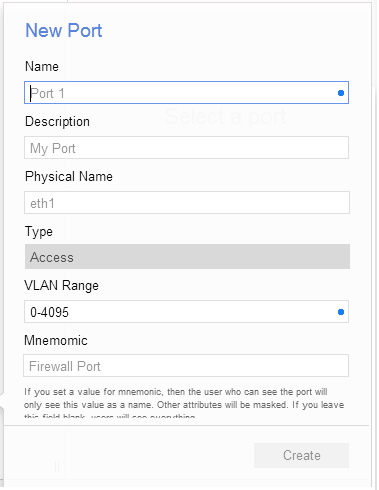 New Port
Name
Port 1
Description
My Port
Physical Name
eth1
Type
Access
VLAN Range
0-4095
Mnemomic
Firewall Port
If you set a value for mnemonic, then the user who can see the port will
only see this value as a name. Other attributes will be masked. If you leave
this field blank, users will see everything.
Create